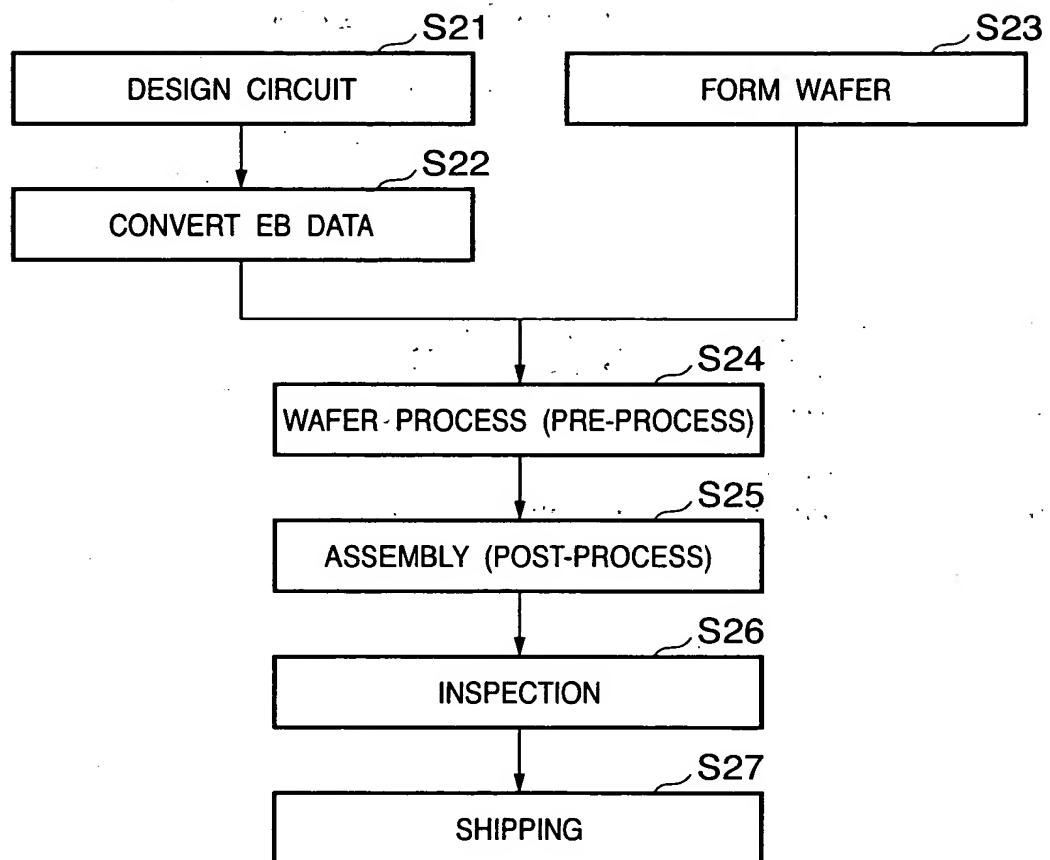 S21
DESIGN CIRCUIT
S23
FORM WAFER
S22
CONVERT EB DATA
S24
WAFER PROCESS (PRE-PROCESS)
S25
ASSEMBLY (POST-PROCESS)
S26
INSPECTION
S27
SHIPPING